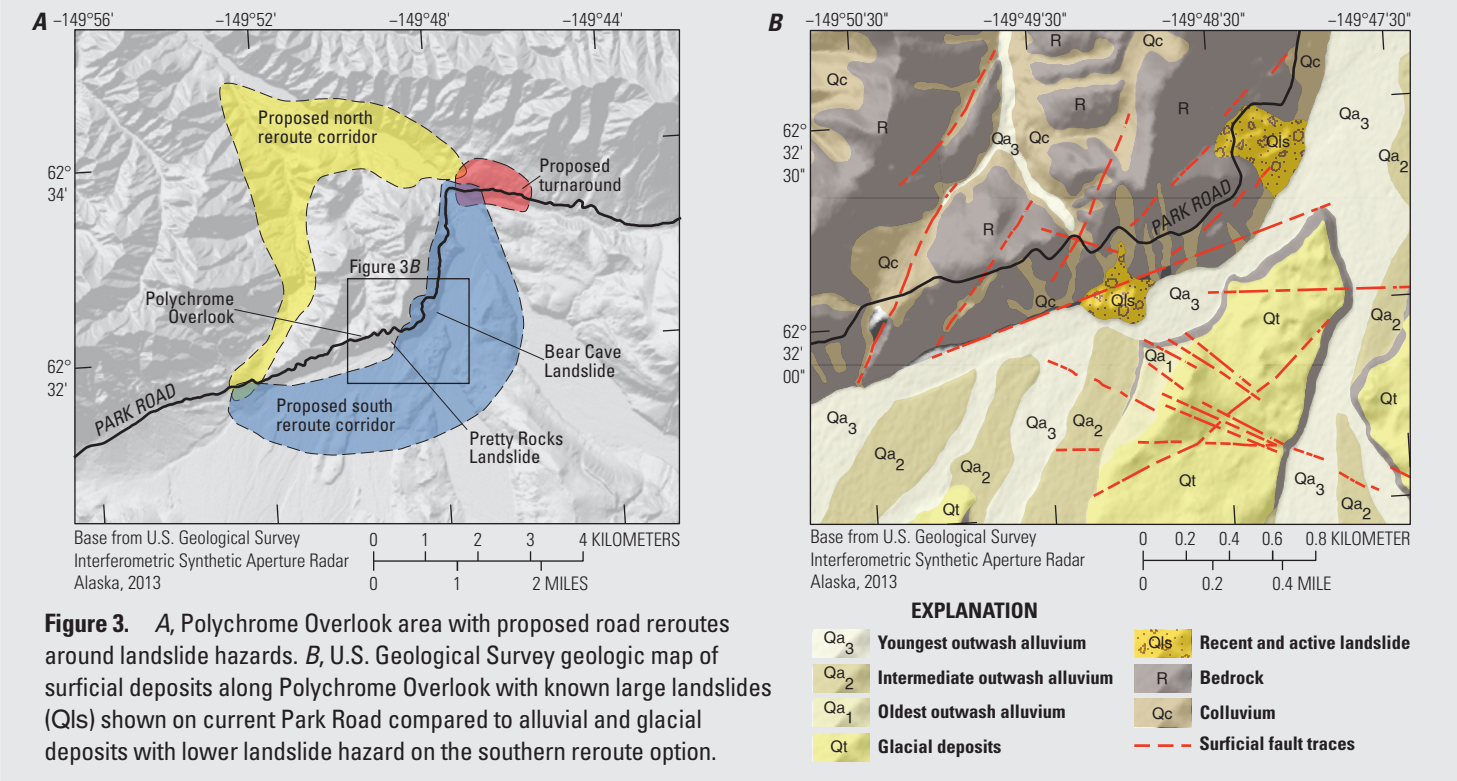 A
−149°56'
−149°52'
−149°48'
−149°44'
Proposed north
reroute corridor
Proposed
turnaround
62°
34'
Figure 3B
Polychrome
Overlook
Bear Cave
Landslide
62°
32'
PARK ROAD
Proposed south
reroute corridor
Pretty Rocks
Landslide
Base from U.S. Geological Survey
Interferometric Synthetic Aperture Radar
Alaska, 2013
0 1 2 3 4 KILOMETERS
0 1 2 MILES
B
−149°50'30"
−149°49'30"
−149°48'30"
−149°47'30"
R
Qc
Qc
Qc
R
R
R
Qa3
Qa3
Qc
62°
32'
30"
Qls
Qa2
PARK ROAD
R
Qc
Qc
Qls
Qa3
Qt
Qa2
62°
32'
00"
Qa1
Qt
Qa3
Qa3
Qa2
Qa2
Qa2
Qt
Qt
Qa3
Qa2
Base from U.S. Geological Survey
Interferometric Synthetic Aperture Radar
Alaska, 2013
0 0.2 0.4 0.6 0.8 KILOMETER
0 0.2 0.4 MILE
Figure 3. A, Polychrome Overlook area with proposed road reroutes
around landslide hazards. B, U.S. Geological Survey geologic map of
surficial deposits along Polychrome Overlook with known large landslides
(Qls) shown on current Park Road compared to alluvial and glacial
deposits with lower landslide hazard on the southern reroute option.
EXPLANATION
Qa3 Youngest outwash alluvium
Qa2 Intermediate outwash alluvium
Qa1 Oldest outwash alluvium
Qt Glacial deposits
Qls Recent and active landslide
R Bedrock
Qc Colluvium
Surficial fault traces